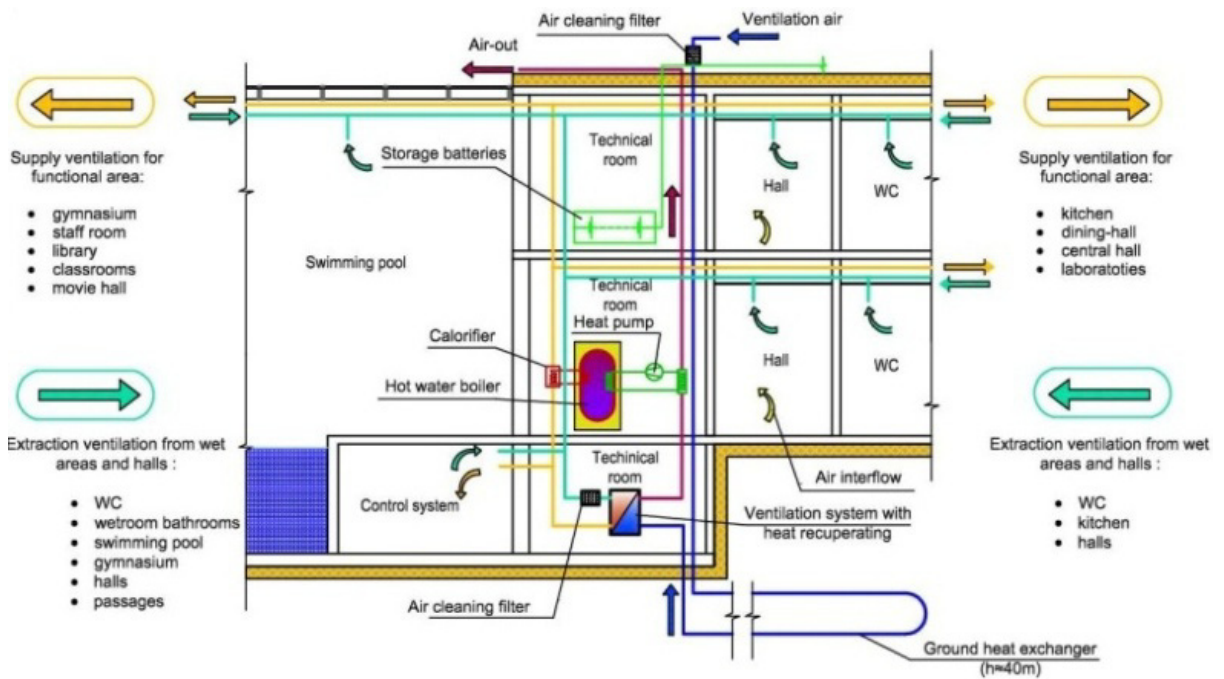 Air cleaning filter
Ventilation air
Air-out
Supply ventilation for
functional area:
• gymnasium
• staff room
• library
• classrooms
• movie hall
Storage batteries
Technical
room
Hall
WC
Supply ventilation for
functional area:
• kitchen
• dining-hall
• central hall
• laboratoties
Swimming pool
Technical
room
Heat pump
Calorifier
Hot water boiler
Hall
WC
Extraction ventilation from wet
areas and halls :
• WC
• wetroom bathrooms
• swimming pool
• gymnasium
• halls
• passages
Control system
Techinical
room
Air interflow
Ventilation system with
heat recuperating
Extraction ventilation from wet
areas and halls :
• WC
• kitchen
• halls
Air cleaning filter
Ground heat exchanger
(h≈40m)